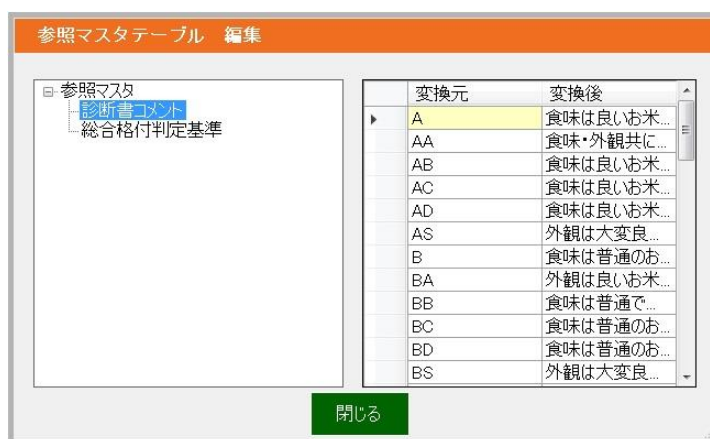 参照マスタテーブル 編集
参照マスタ
診断書コメント
総合格付判定基準
変換元 変換後
A 食味は良いお米...
AA 食味・外観共に...
AB 食味は良いお米...
AC 食味は良いお米...
AD 食味は良いお米...
AS 外観は大変良...
B 食味は普通のお...
BA 外観は良いお米...
BB 食味は普通で...
BC 食味は普通のお...
BD 食味は普通のお...
BS 外観は大変良...
閉じる